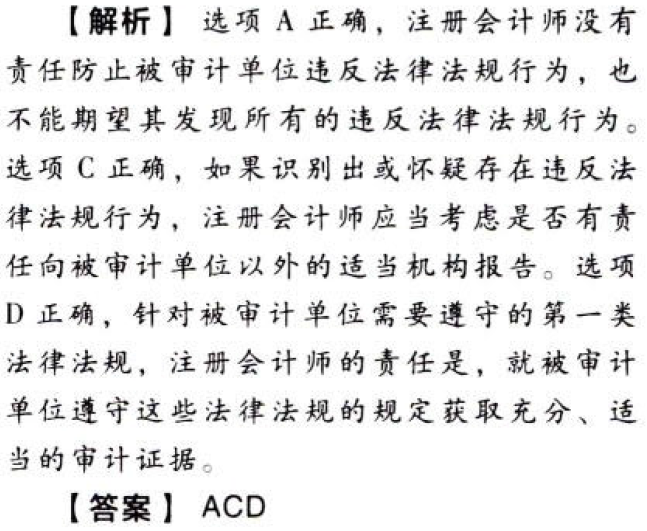 【解析】 选项 A 正确，注册会计师没有
责任防止被审计单位违反法律法规行为，也
不能期望其发现所有的违反法律法规行为。
选项 C 正确，如果识别出或怀疑存在违反法
律法规行为，注册会计师应当考虑是否有责
任向被审计单位以外的适当机构报告。选项
D 正确，针对被审计单位需要遵守的第一类
法律法规，注册会计师的责任是，就被审计
单位遵守这些法律法规的规定获取充分、适
当的审计证据。
【答案】 ACD